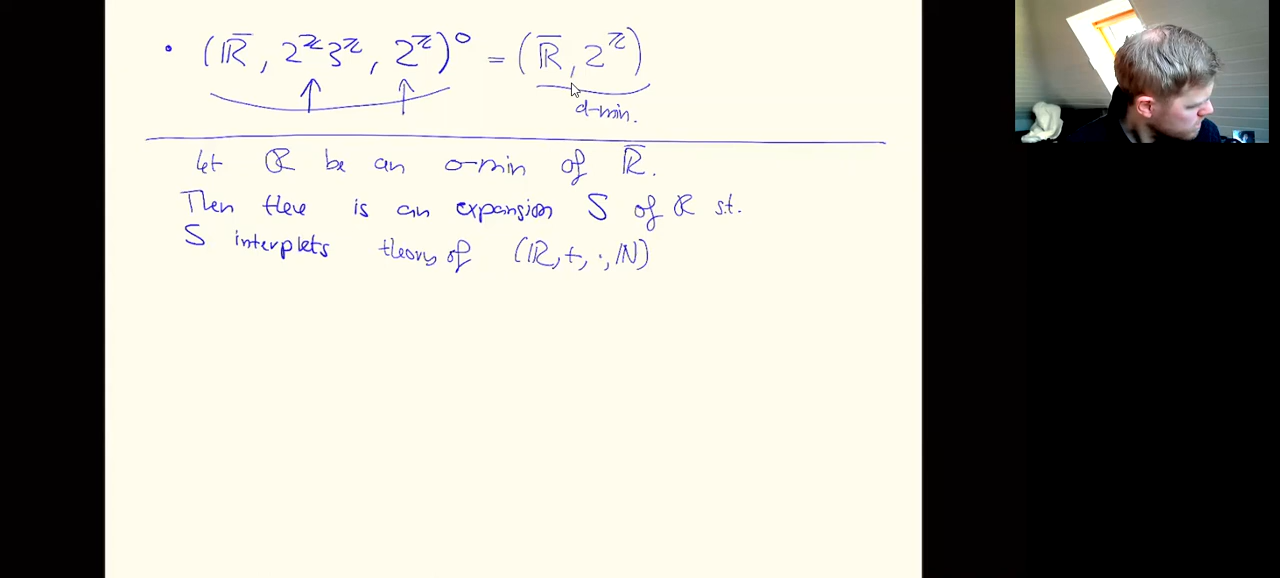 • (ℝ̄, 2^ℤ3^ℤ, 2^ℤ)° = (ℝ̄, 2^ℤ)
d-min.
Let ℛ be an o-min of ℝ̄.
Then there is an expansion S of ℛ s.t.
S interprets theory of (ℝ,+,·,ℕ)